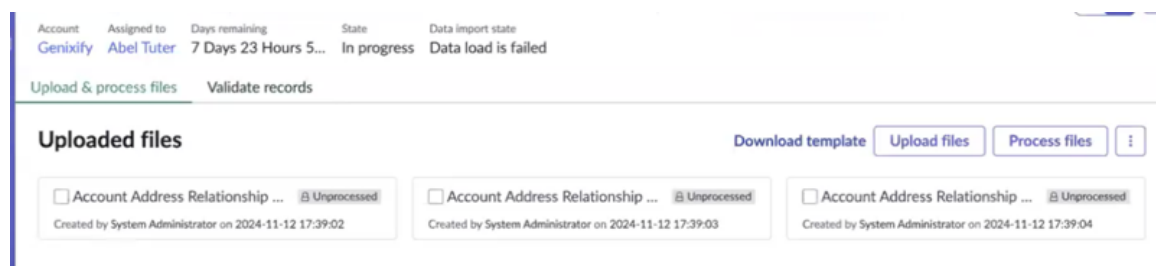 Account Assigned to Days remaining State Data import state
Genixify Abel Tuter 7 Days 23 Hours 5... In progress Data load is failed
Upload & process files Validate records
Uploaded files Download template Upload files Process files
Account Address Relationship ... Unprocessed Account Address Relationship ... Unprocessed Account Address Relationship ... Unprocessed
Created by System Administrator on 2024-11-12 17:39:02 Created by System Administrator on 2024-11-12 17:39:03 Created by System Administrator on 2024-11-12 17:39:04